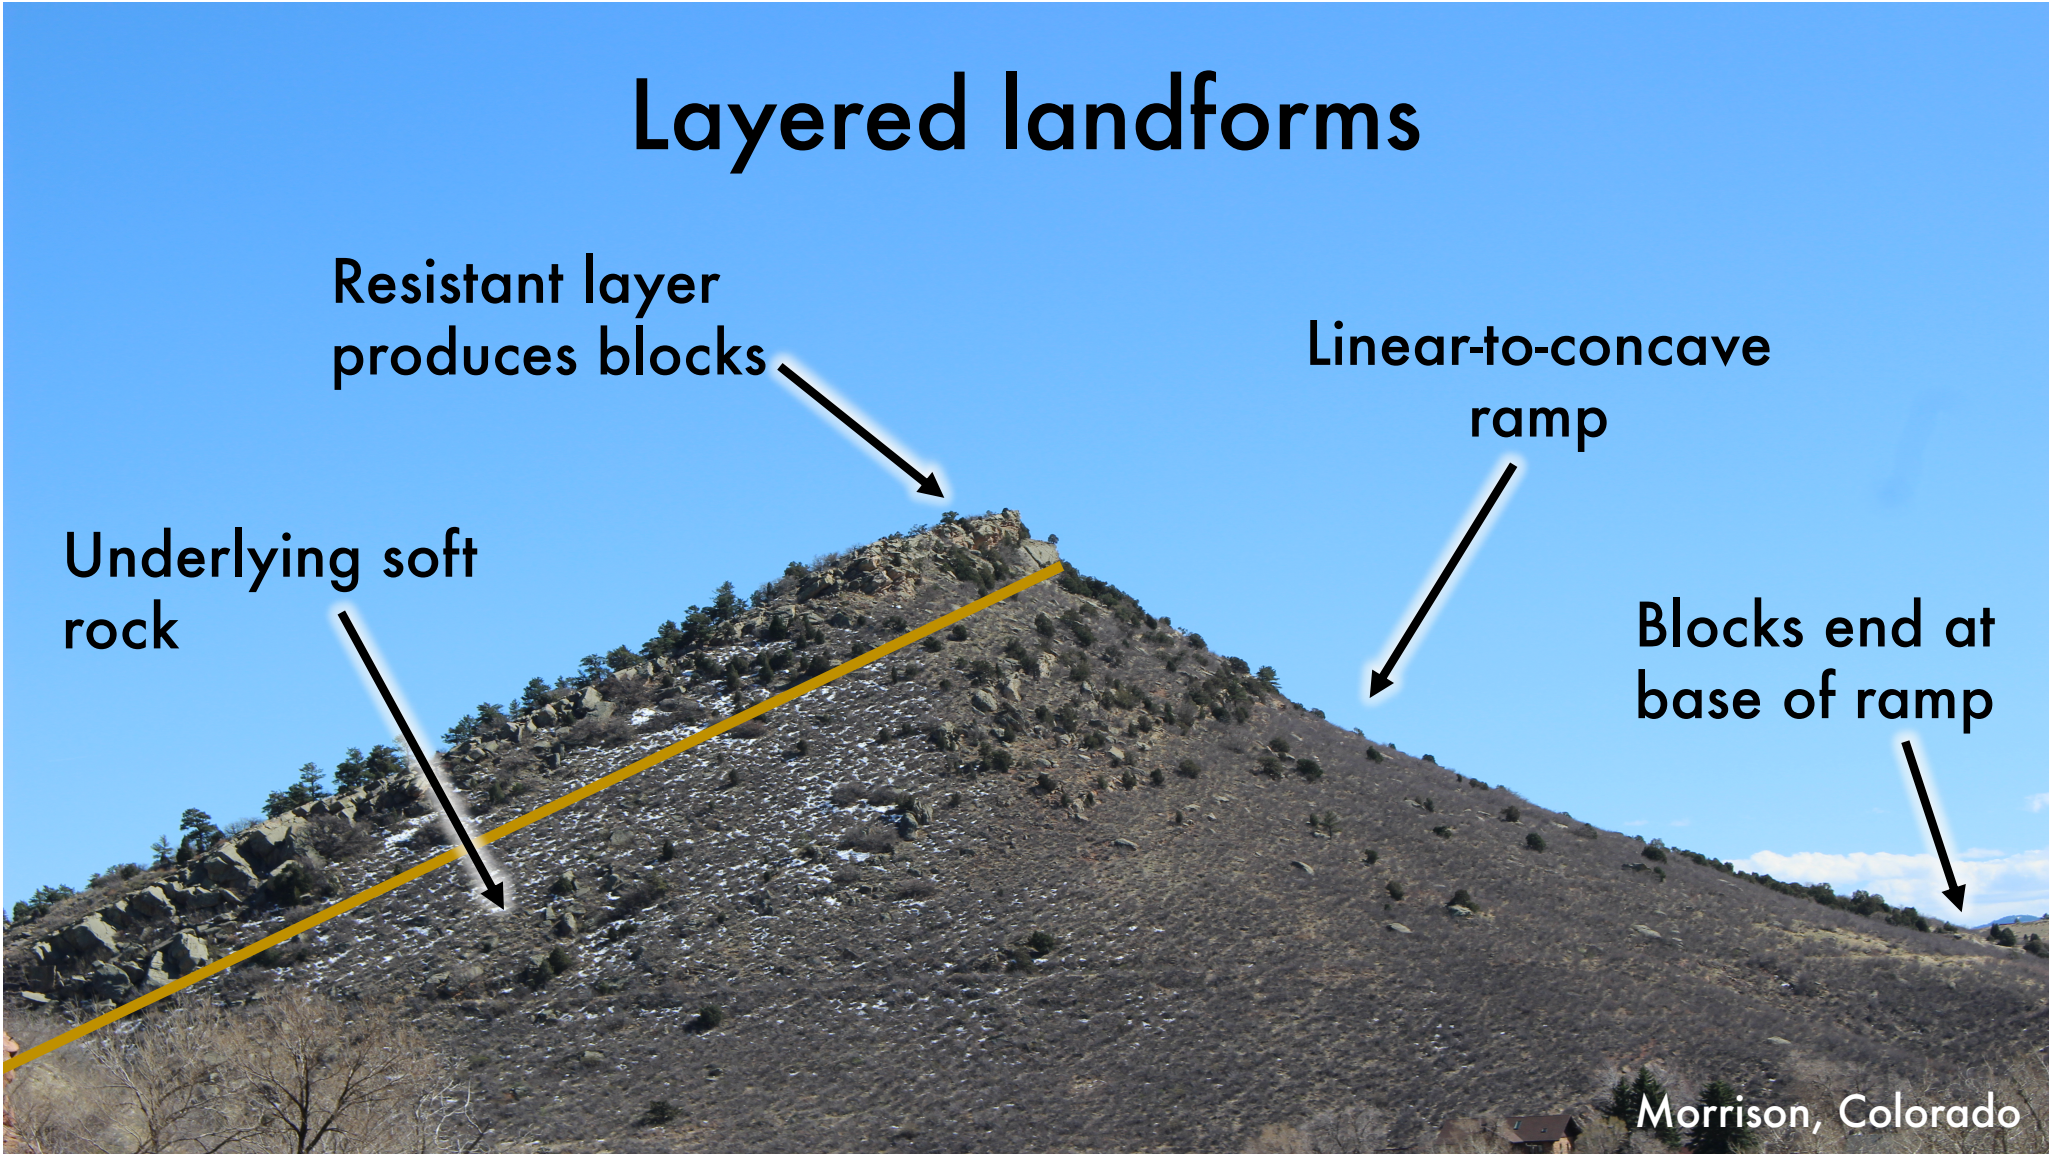 Layered landforms
Resistant layer
produces blocks
Linear-to-concave
ramp
Underlying soft
rock
Blocks end at
base of ramp
Morrison, Colorado